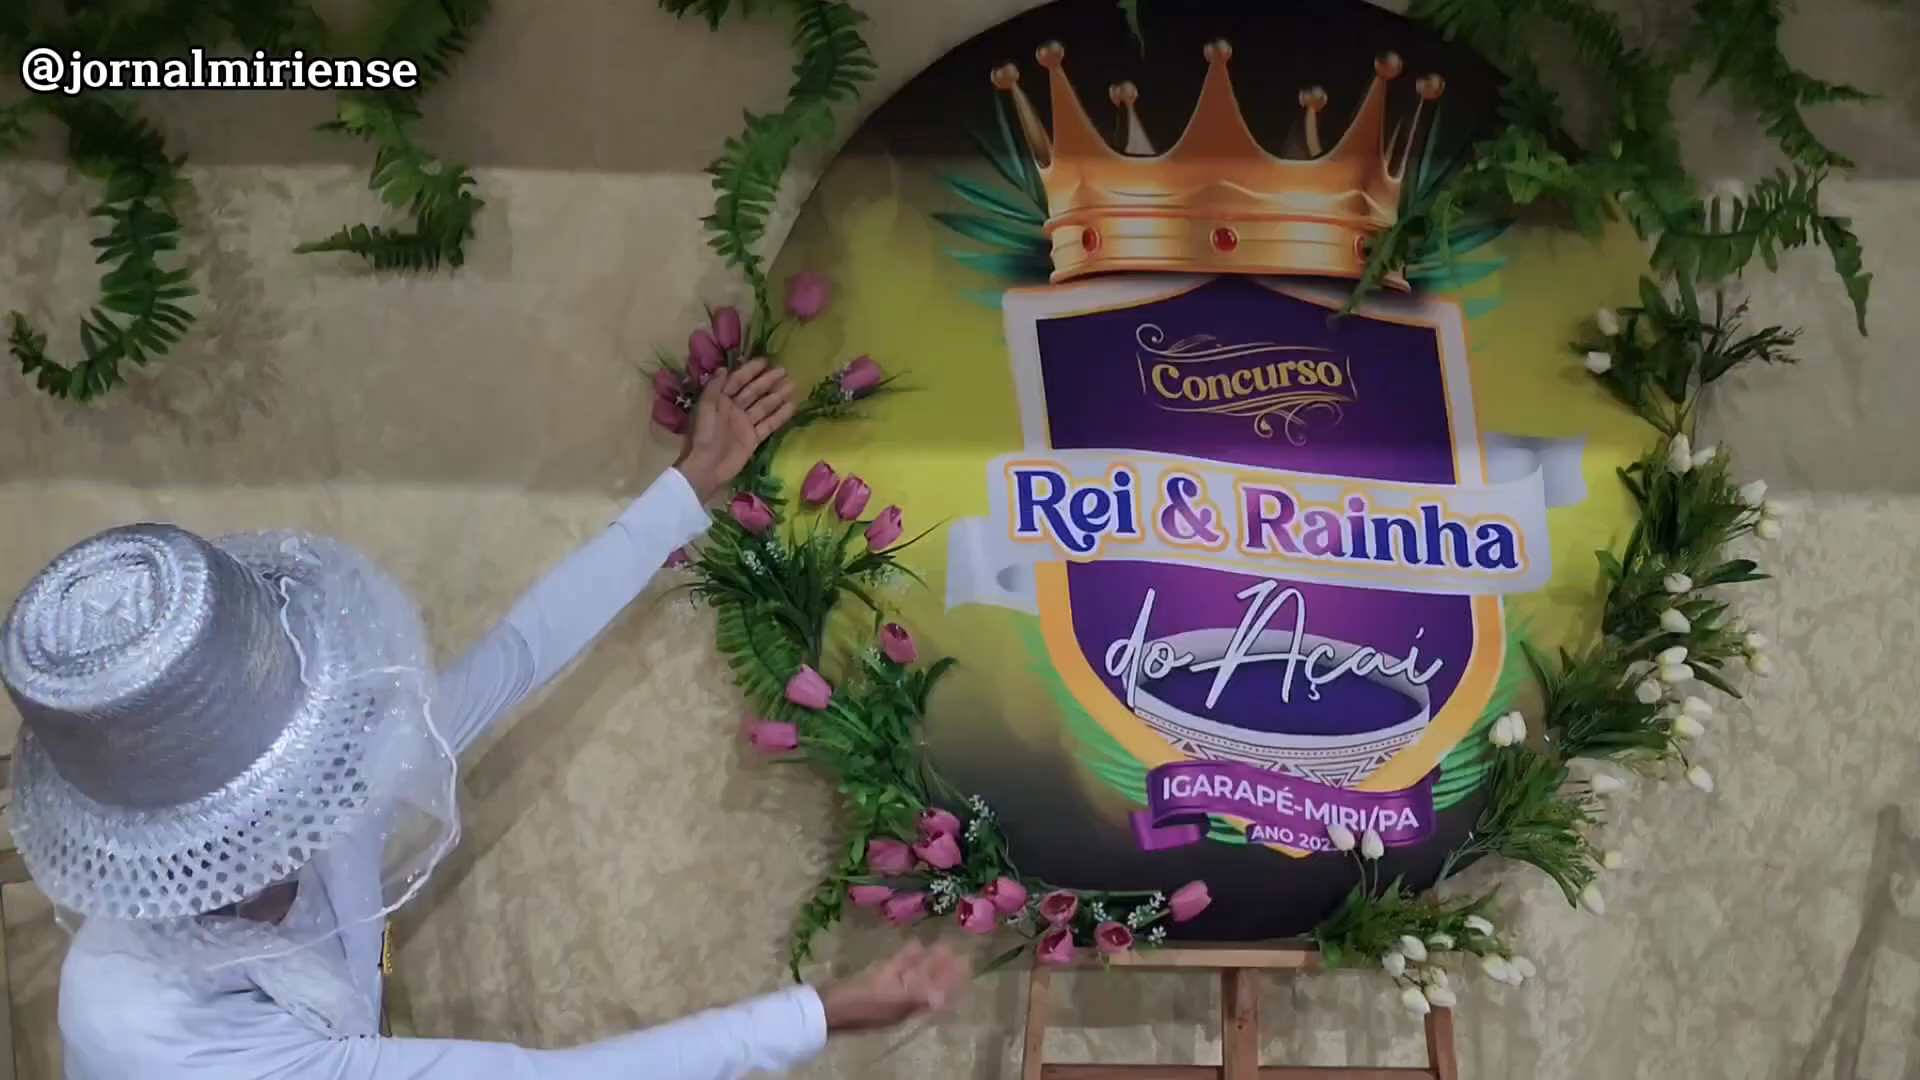 @jornalmiriense
Concurso
Rei & Rainha
do Açaí
IGARAPÉ-MIRI/PA
ANO